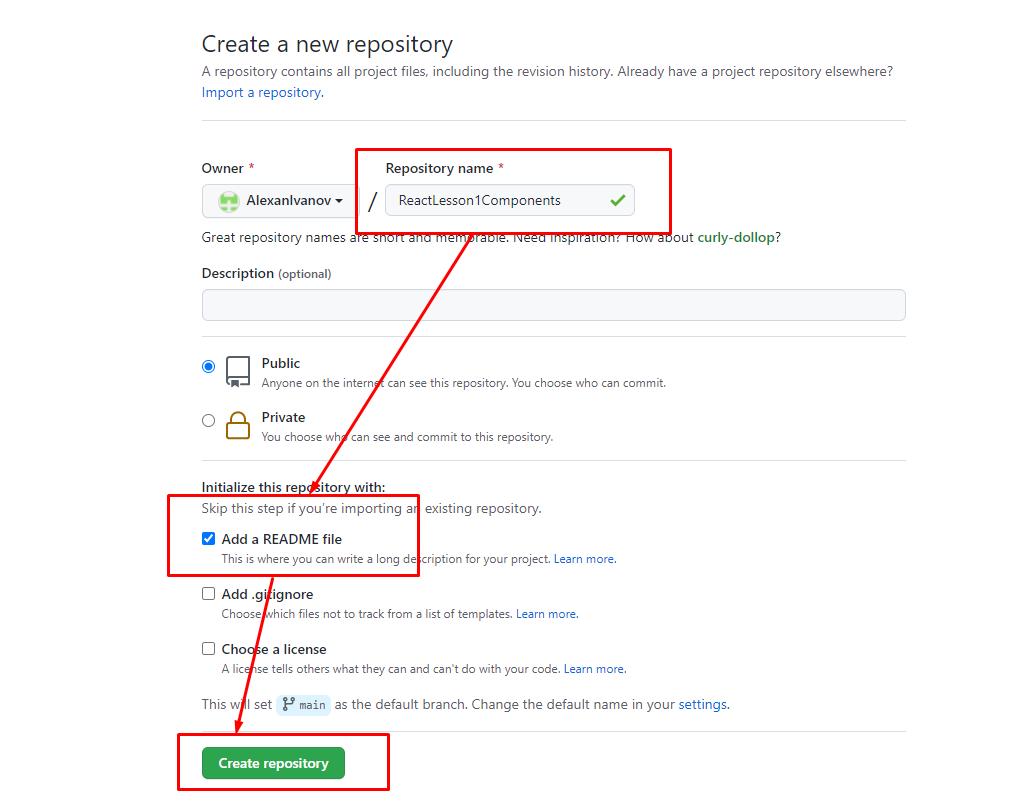 Create a new repository
A repository contains all project files, including the revision history. Already have a project repository elsewhere?
Import a repository.
Owner * Repository name *
AlexanIvanov / ReactLesson1Components
Great repository names are short and memorable. Need inspiration? How about curly-dollop?
Description (optional)
Public
Anyone on the internet can see this repository. You choose who can commit.
Private
You choose who can see and commit to this repository.
Initialize this repository with:
Skip this step if you're importing an existing repository.
Add a README file
This is where you can write a long description for your project. Learn more.
Add .gitignore
Choose which files not to track from a list of templates. Learn more.
Choose a license
A license tells others what they can and can't do with your code. Learn more.
This will set main as the default branch. Change the default name in your settings.
Create repository